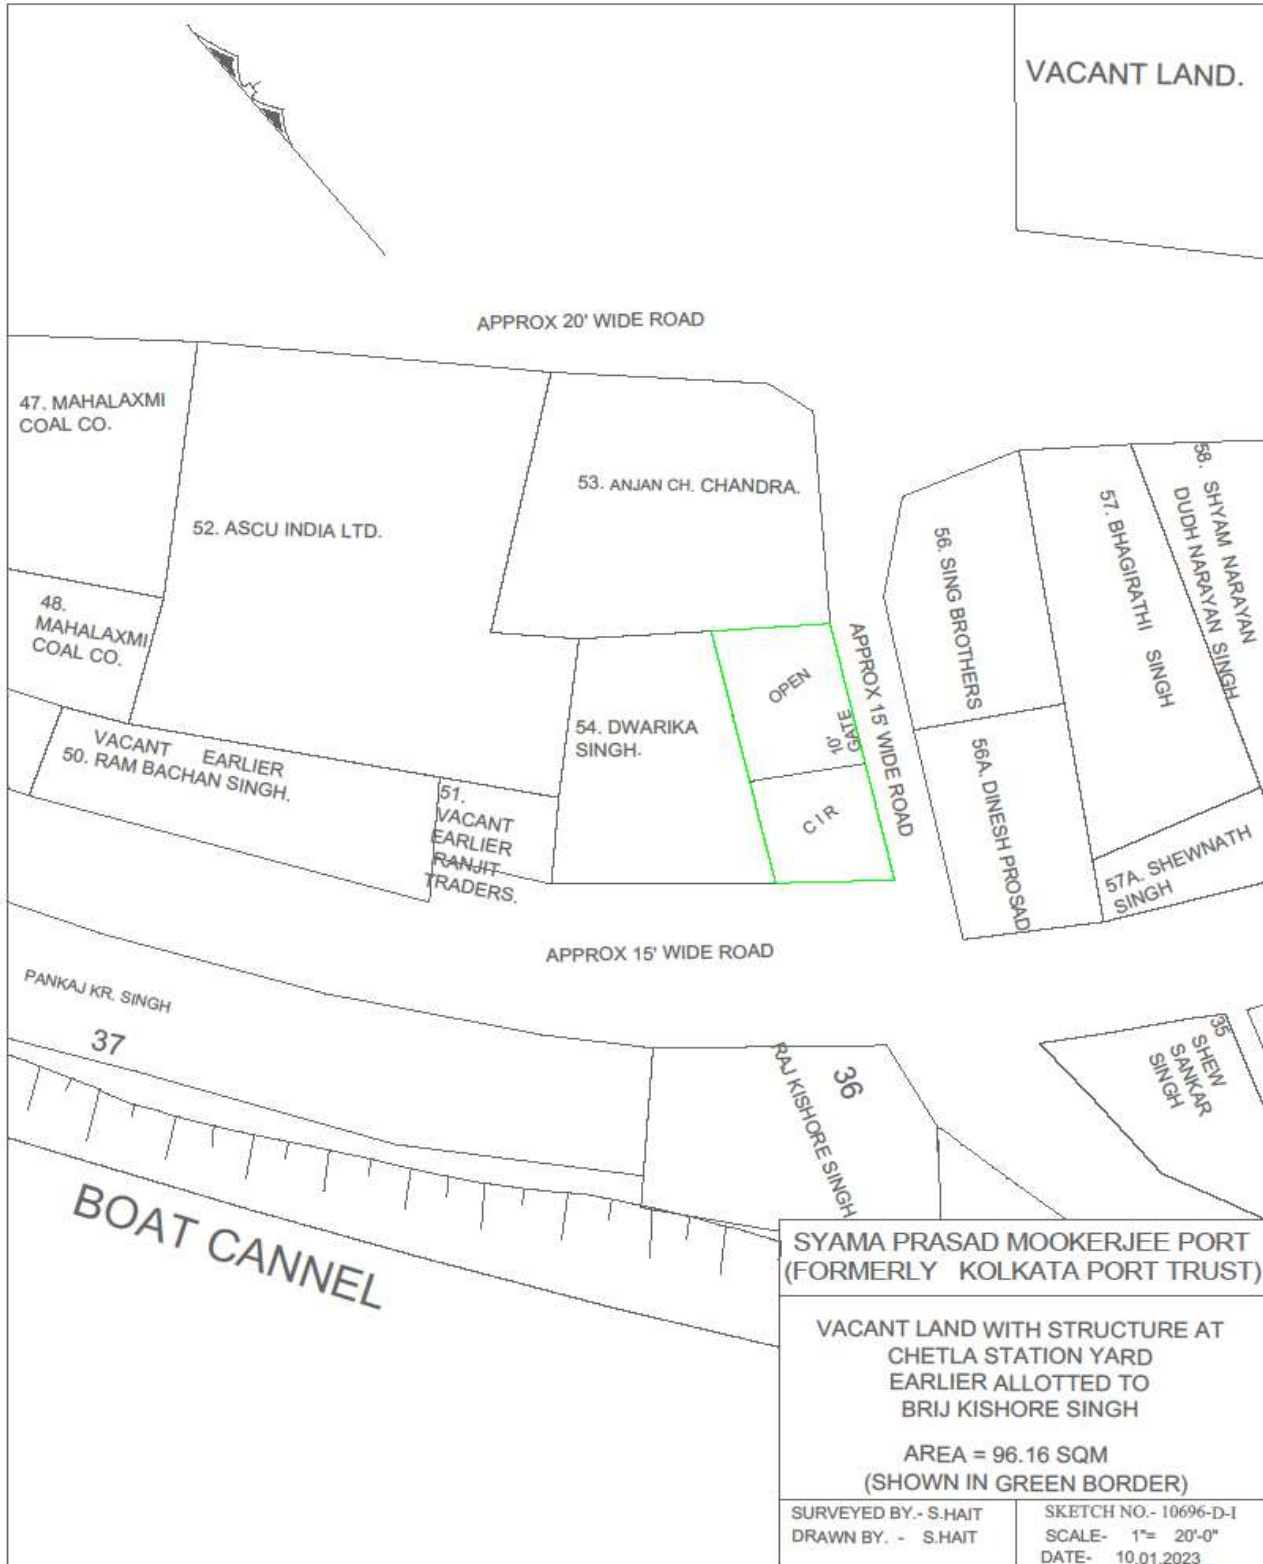 VACANT LAND.
APPROX 20' WIDE ROAD
47. MAHALAXMI
COAL CO.
52. ASCU INDIA LTD.
53. ANJAN CH. CHANDRA.
48.
MAHALAXMI
COAL CO.
VACANT EARLIER
50. RAM BACHAN SINGH.
51.
VACANT
EARLIER
RANJIT
TRADERS.
54. DWARIKA
SINGH.
OPEN
10'
GATE
C I R
APPROX 15' WIDE ROAD
56. SING BROTHERS
56A. DINESH PROSAD
57. BHAGIRATHI SINGH
58. SHYAM NARAYAN
DUDH NARAYAN SINGH
57A. SHEWNATH
SINGH
APPROX 15' WIDE ROAD
PANKAJ KR. SINGH
37
RAJ KISHORE SINGH
36
35
SHEW
SANKAR
SINGH
BOAT CANNEL
SYAMA PRASAD MOOKERJEE PORT
(FORMERLY KOLKATA PORT TRUST)
VACANT LAND WITH STRUCTURE AT
CHETLA STATION YARD
EARLIER ALLOTTED TO
BRIJ KISHORE SINGH
AREA = 96.16 SQM
(SHOWN IN GREEN BORDER)
SURVEYED BY.- S.HAIT
DRAWN BY. - S.HAIT
SKETCH NO.- 10696-D-I
SCALE- 1"= 20'-0"
DATE- 10.01.2023